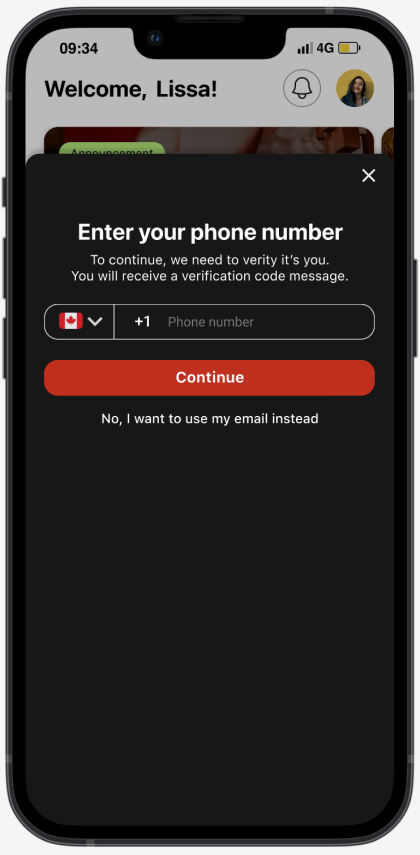 09:34
4G
Welcome, Lissa!
Announcement
Enter your phone number
To continue, we need to verity it's you.
You will receive a verification code message.
+1 Phone number
Continue
No, I want to use my email instead